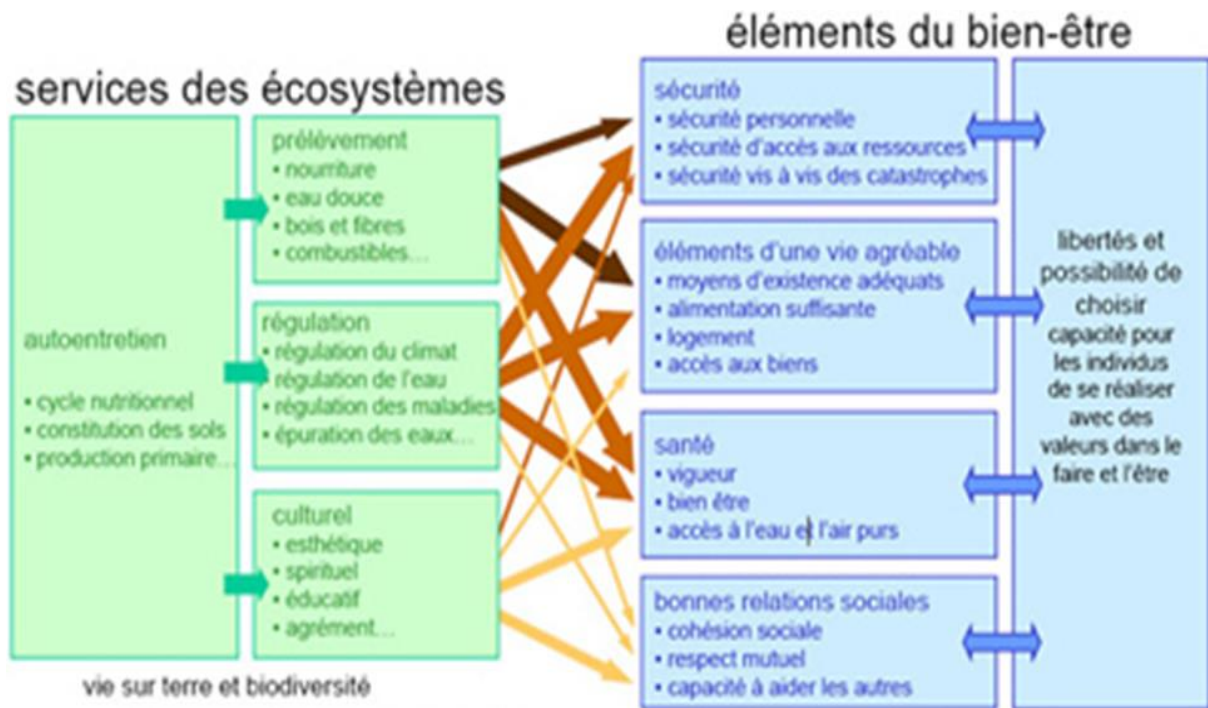 services des écosystèmes
autoentretien
• cycle nutritionnel
• constitution des sols
• production primaire...
prélèvement
• nourriture
• eau douce
• bois et fibres
• combustibles...
régulation
• régulation du climat
• régulation de l'eau
• régulation des maladies
• épuration des eaux...
culturel
• esthétique
• spirituel
• éducatif
• agrément...
vie sur terre et biodiversité
éléments du bien-être
sécurité
• sécurité personnelle
• sécurité d'accès aux ressources
• sécurité vis à vis des catastrophes
éléments d'une vie agréable
• moyens d'existence adéquats
• alimentation suffisante
• logement
• accès aux biens
santé
• vigueur
• bien être
• accès à l'eau et l'air purs
bonnes relations sociales
• cohésion sociale
• respect mutuel
• capacité à aider les autres
libertés et
possibilité de
choisir
capacité pour
les individus
de se réaliser
avec des
valeurs dans le
faire et l'être